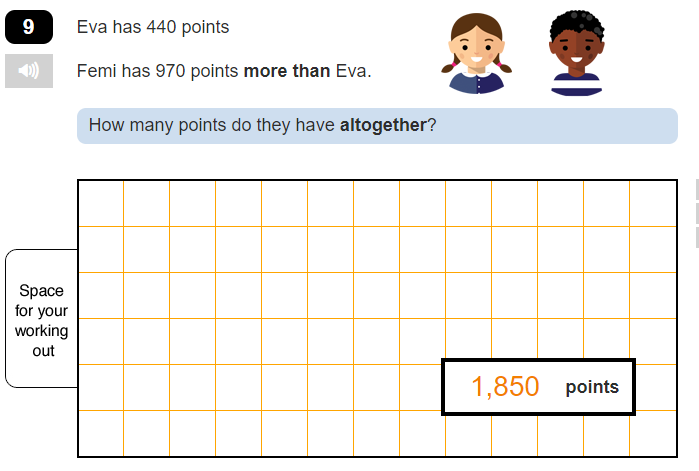 9
Eva has 440 points
Femi has 970 points more than Eva.
How many points do they have altogether?
Space
for your
working
out
1,850 points